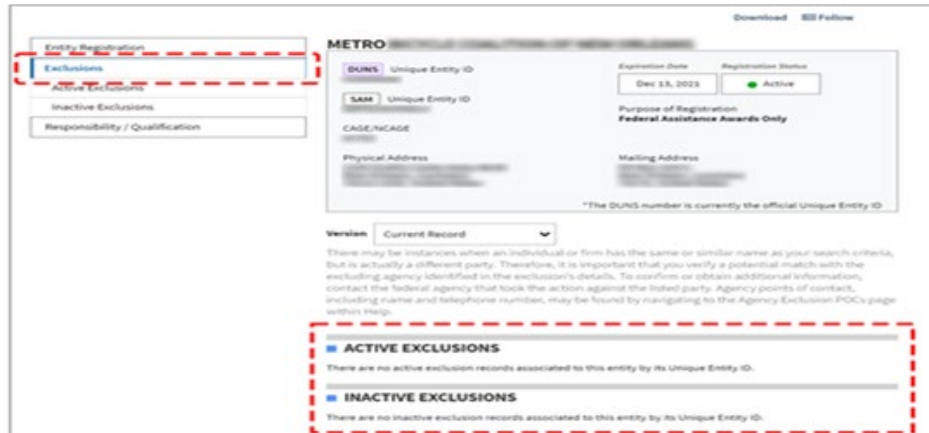 Download Follow
Entity Registration
Exclusions
Active Exclusions
Inactive Exclusions
Responsibility / Qualification
METRO
DUNS Unique Entity ID
SAM Unique Entity ID
CAGE/NCAGE
Physical Address
Expiration Date Registration Status
Dec 13, 2021 Active
Purpose of Registration
Federal Assistance Awards Only
Mailing Address
*The DUNS number is currently the official Unique Entity ID
Version Current Record
There may be instances when an individual or firm has the same or similar name as your search criteria,
but is actually a different party. Therefore, it is important that you verify a potential match with the
excluding agency identified in the exclusion's details. To confirm or obtain additional information,
contact the federal agency that took the action against the listed party. Agency points of contact,
including name and telephone number, may be found by navigating to the Agency Exclusion POCs page
within Help.
ACTIVE EXCLUSIONS
There are no active exclusion records associated to this entity by its Unique Entity ID.
INACTIVE EXCLUSIONS
There are no inactive exclusion records associated to this entity by its Unique Entity ID.